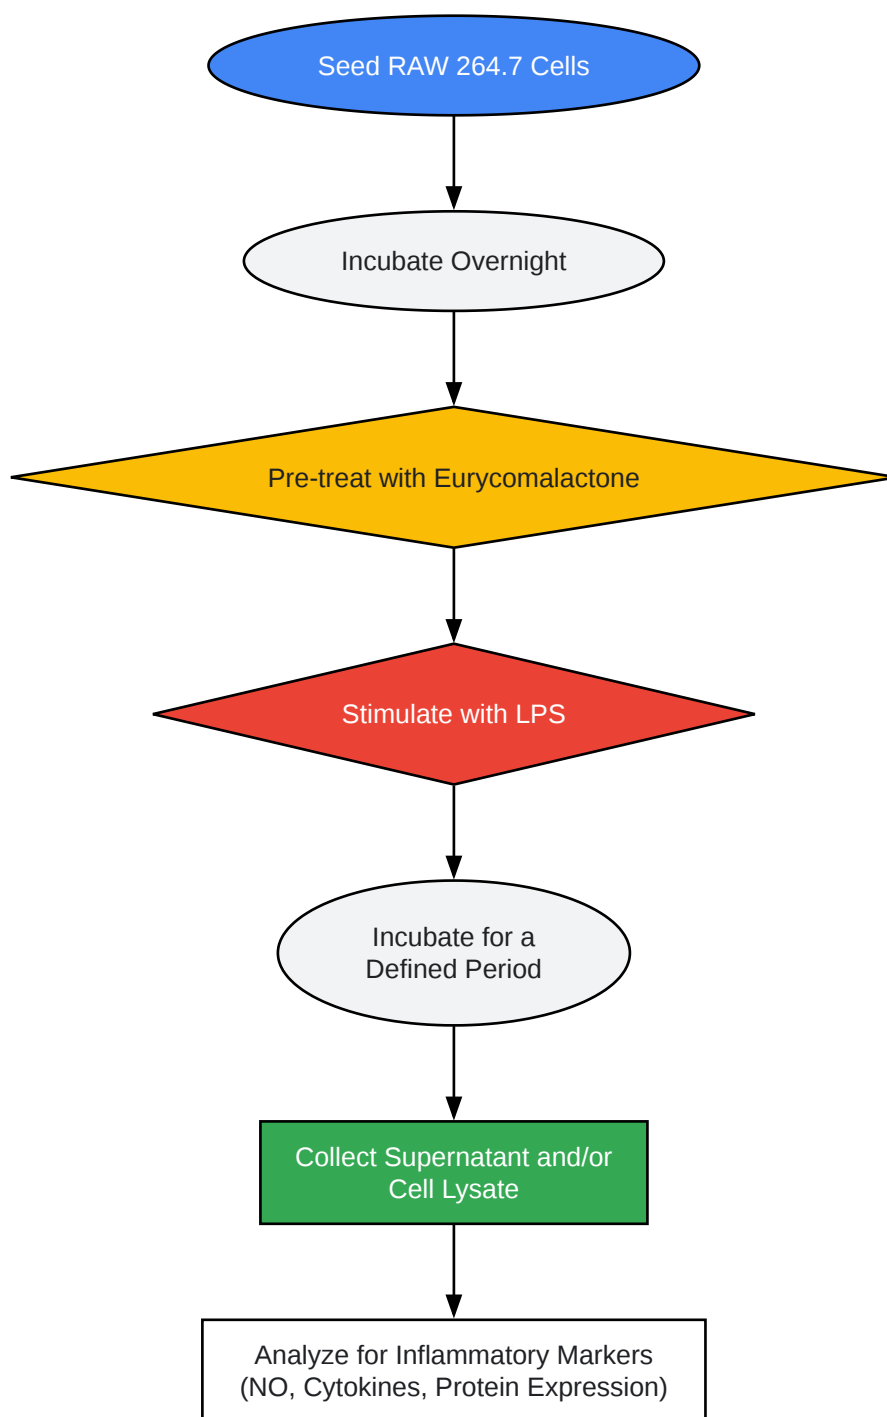 Seed RAW 264.7 Cells
Incubate Overnight
Pre-treat with Eurycomalactone
Stimulate with LPS
Incubate for a
Defined Period
Collect Supernatant and/or
Cell Lysate
Analyze for Inflammatory Markers
(NO, Cytokines, Protein Expression)